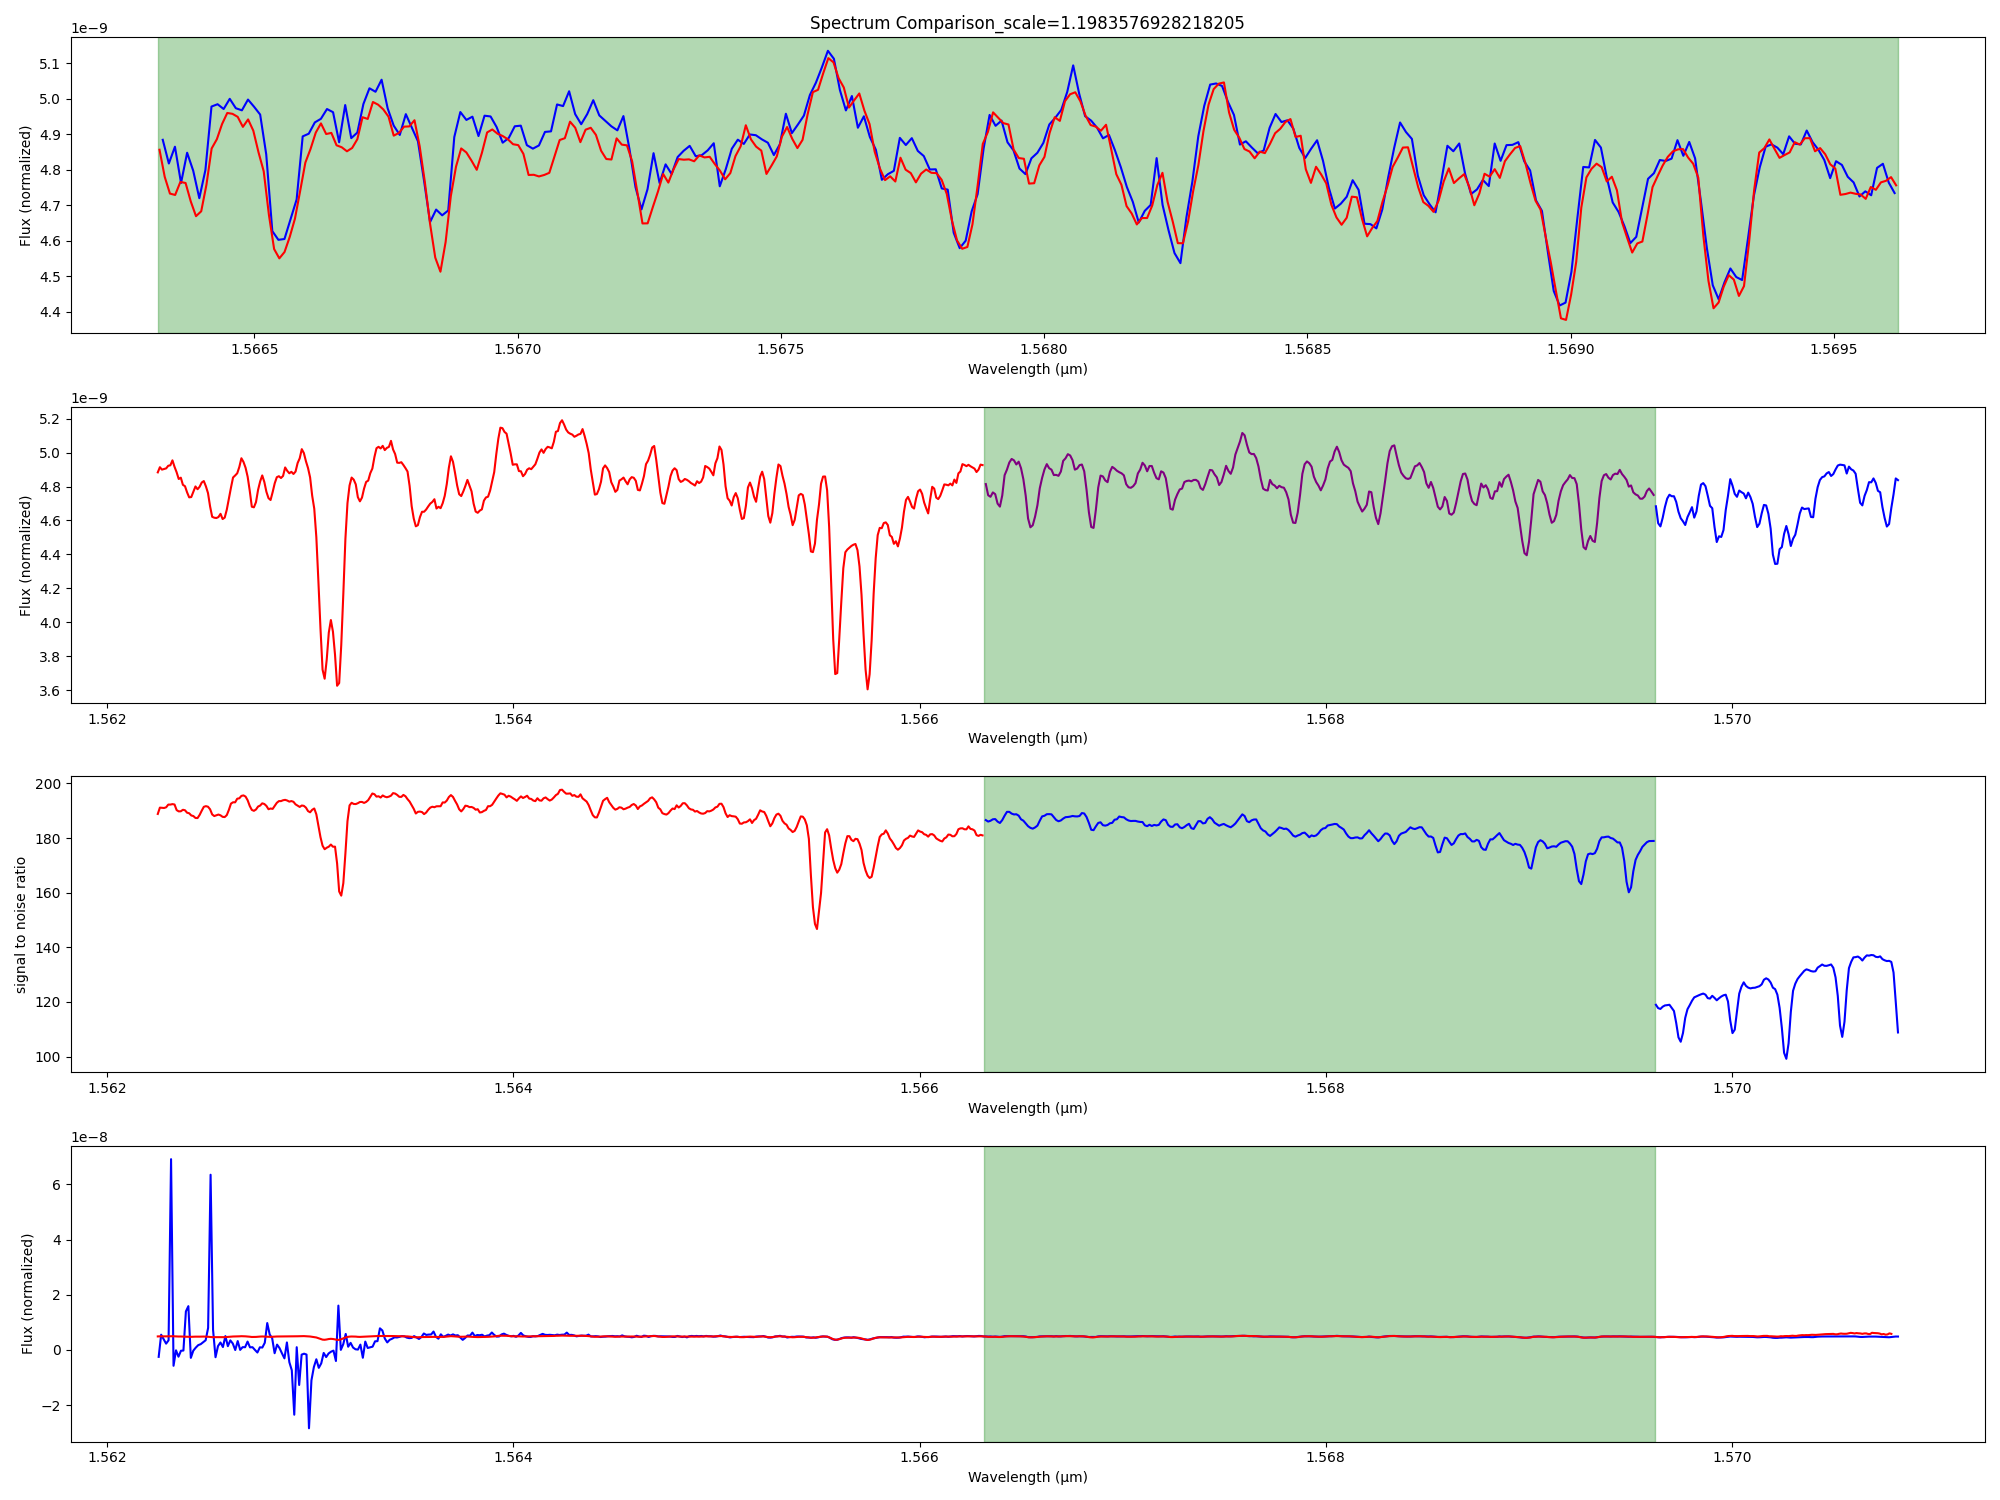 Spectrum Comparison_scale=1.1983576928218205
1e−9
5.1
5.0
4.9
4.8
4.7
4.6
4.5
4.4
Flux (normalized)
1.5665 1.5670 1.5675 1.5680 1.5685 1.5690 1.5695
Wavelength (μm)
1e−9
5.2
5.0
4.8
4.6
4.4
4.2
4.0
3.8
3.6
Flux (normalized)
1.562 1.564 1.566 1.568 1.570
Wavelength (μm)
200
180
160
140
120
100
signal to noise ratio
1.562 1.564 1.566 1.568 1.570
Wavelength (μm)
1e−8
6
4
2
0
−2
Flux (normalized)
1.562 1.564 1.566 1.568 1.570
Wavelength (μm)